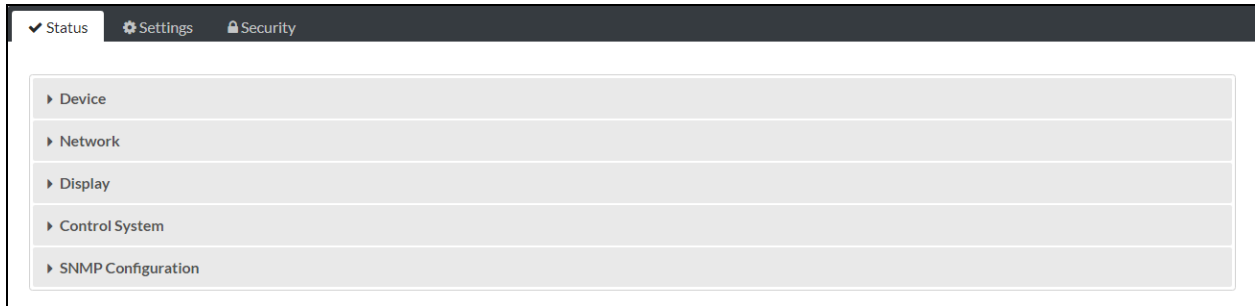 Status Settings Security
Device
Network
Display
Control System
SNMP Configuration